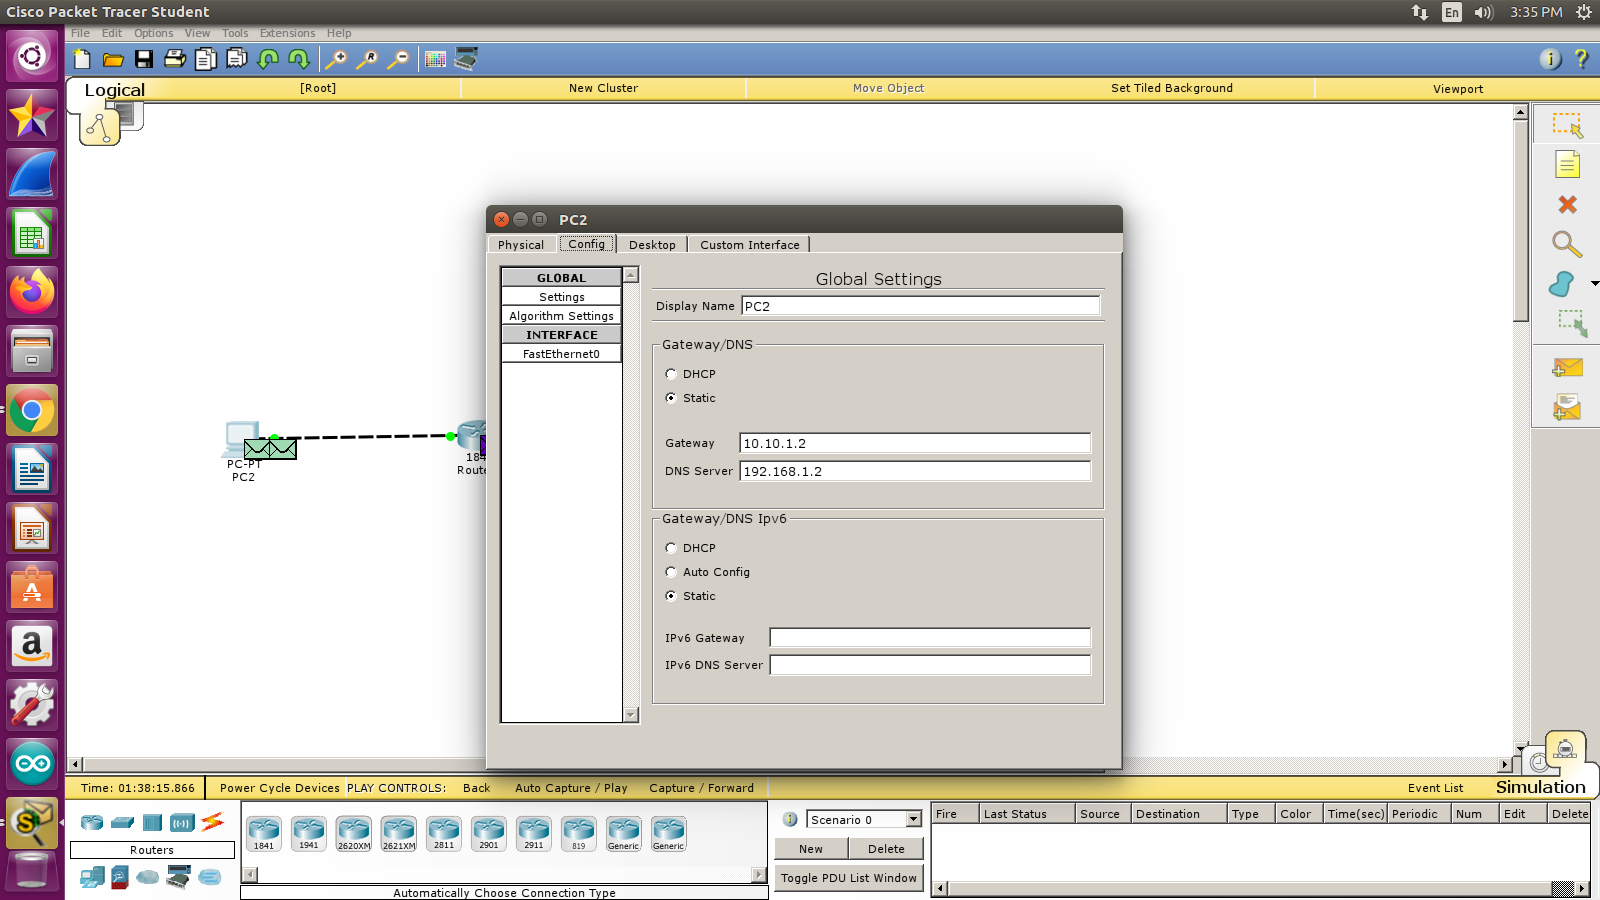 Cisco Packet Tracer Student
En
3:35 PM
File Edit Options View Tools Extensions Help
Logical
[Root]
New Cluster
Move Object
Set Tiled Background
Viewport
PC2
Physical Config Desktop Custom Interface
GLOBAL
Settings
Algorithm Settings
INTERFACE
FastEthernet0
Global Settings
Display Name PC2
Gateway/DNS
DHCP
Static
Gateway 10.10.1.2
DNS Server 192.168.1.2
Gateway/DNS Ipv6
DHCP
Auto Config
Static
IPv6 Gateway
IPv6 DNS Server
PC-PT
PC2
184
Route
Time: 01:38:15.866
Power Cycle Devices
PLAY CONTROLS:
Back
Auto Capture / Play
Capture / Forward
Event List
Simulation
Routers
1841 1941 2620XM 2621XM 2811 2901 2911 819 Generic Generic
Automatically Choose Connection Type
Scenario 0
New Delete
Toggle PDU List Window
Fire Last Status Source Destination Type Color Time(sec) Periodic Num Edit Delete